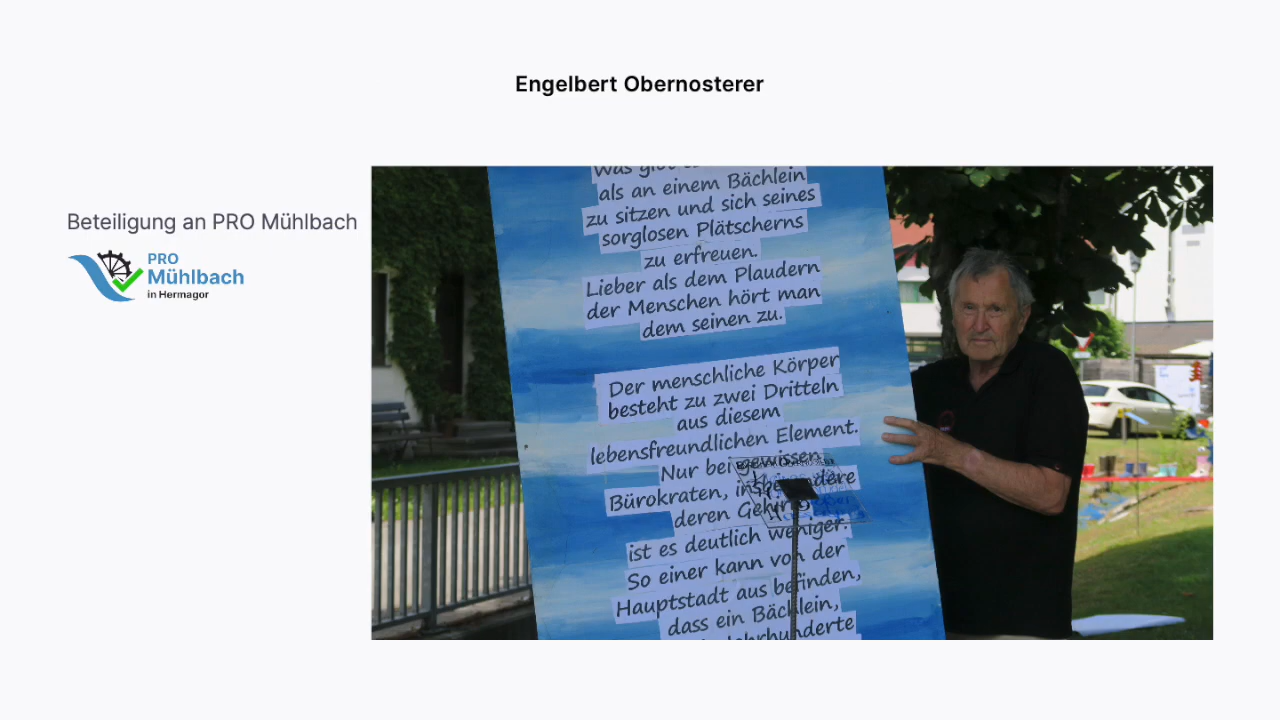 Engelbert Obernosterer
Beteiligung an PRO Mühlbach
PRO
Mühlbach
in Hermagor
Was
als an einem Bächlein
zu sitzen und sich seines
sorglosen Plätscherns
zu erfreuen.
Lieber als dem Plaudern
der Menschen hört man
dem seinen zu.
Der menschliche Körper
besteht zu zwei Dritteln
aus diesem
lebensfreundlichen Element.
Nur bei gewissen
Bürokraten, insbesondere
deren Gehirn
ist es deutlich weniger.
So einer kann von der
Hauptstadt aus befinden,
dass ein Bächlein,